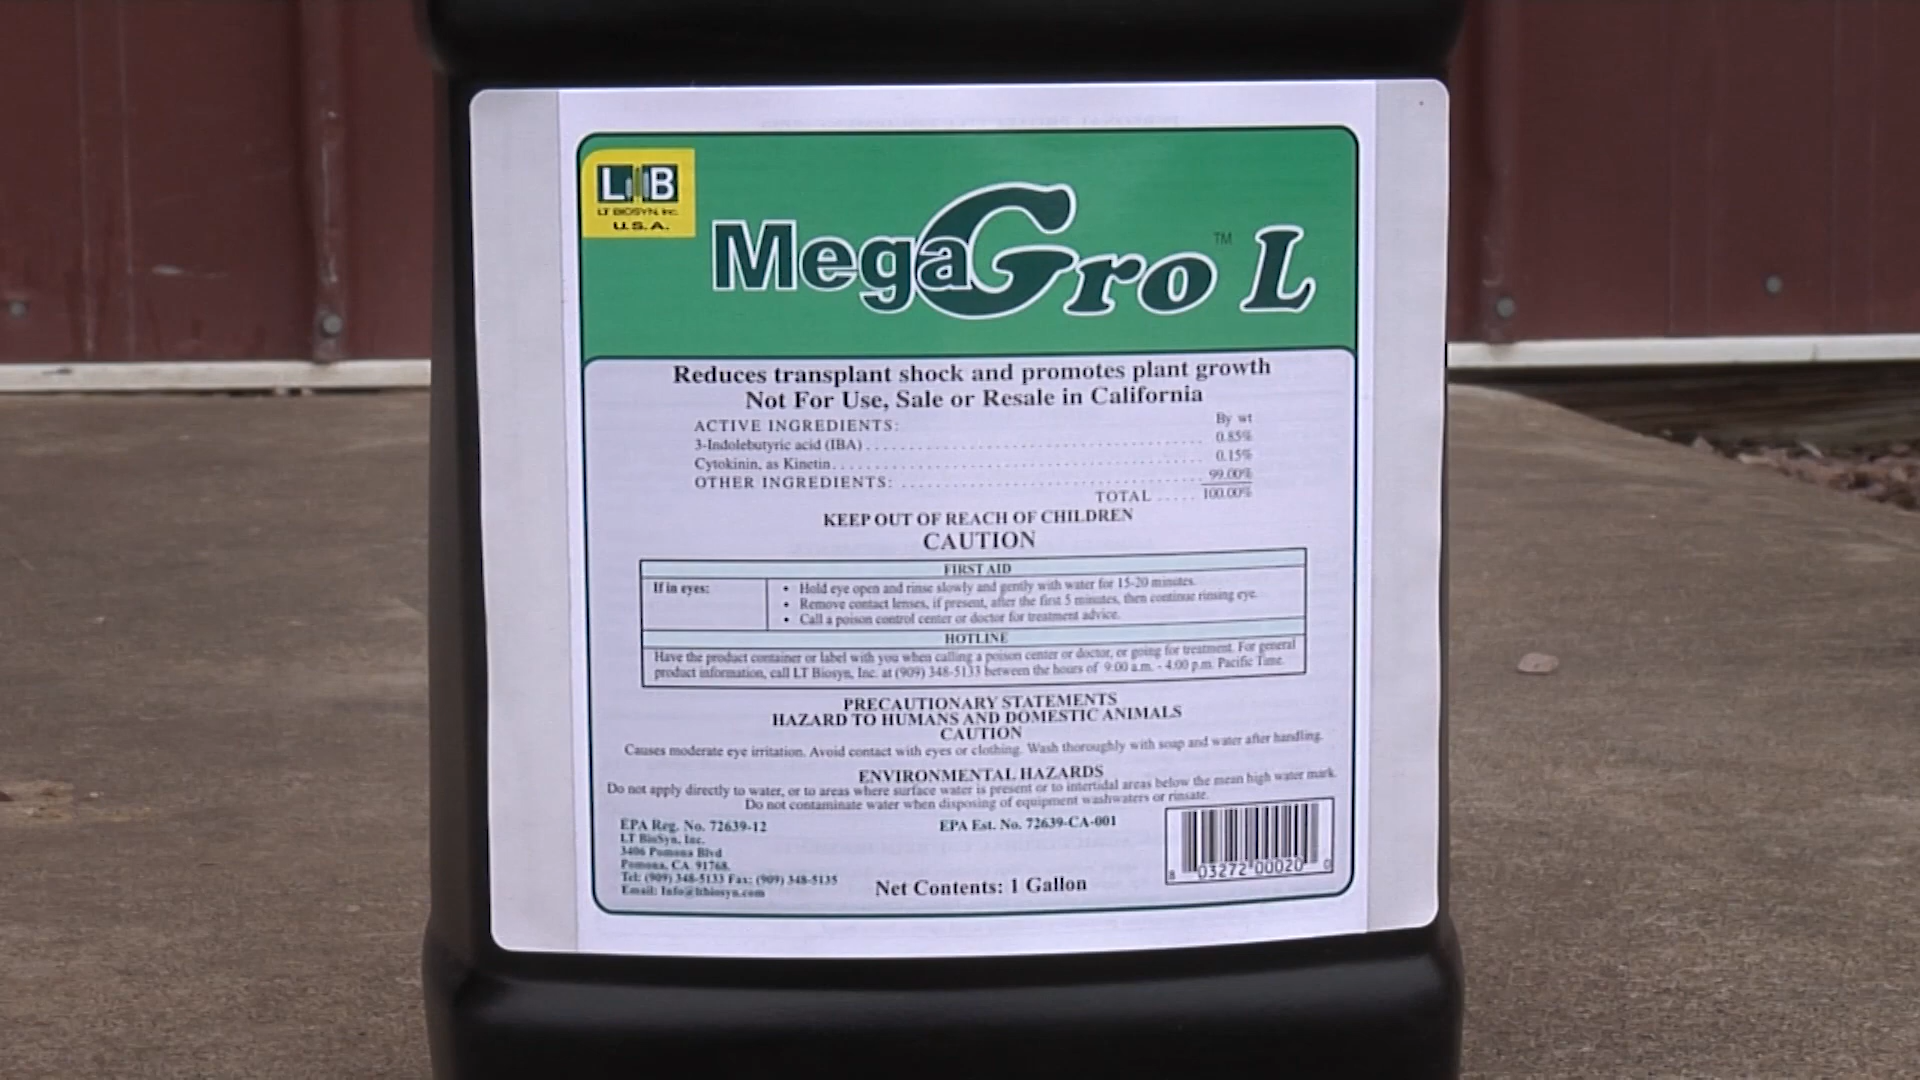 LB
LT BIOSYN, Inc.
U.S.A.
MegaGro™ L
Reduces transplant shock and promotes plant growth
Not For Use, Sale or Resale in California
ACTIVE INGREDIENTS: By wt
3-Indolebutyric acid (IBA) 0.85%
Cytokinin, as Kinetin 0.15%
OTHER INGREDIENTS: 99.00%
TOTAL 100.00%
KEEP OUT OF REACH OF CHILDREN
CAUTION
FIRST AID
If in eyes:
• Hold eye open and rinse slowly and gently with water for 15-20 minutes.
• Remove contact lenses, if present, after the first 5 minutes, then continue rinsing eye.
• Call a poison control center or doctor for treatment advice.
HOTLINE
Have the product container or label with you when calling a poison center or doctor, or going for treatment. For general
product information, call LT Biosyn, Inc. at (909) 348-5133 between the hours of 9:00 a.m. - 4:00 p.m. Pacific Time.
PRECAUTIONARY STATEMENTS
HAZARD TO HUMANS AND DOMESTIC ANIMALS
CAUTION
Causes moderate eye irritation. Avoid contact with eyes or clothing. Wash thoroughly with soap and water after handling.
ENVIRONMENTAL HAZARDS
Do not apply directly to water, or to areas where surface water is present or to intertidal areas below the mean high water mark.
Do not contaminate water when disposing of equipment washwaters or rinsate.
EPA Reg. No. 72639-12
EPA Est. No. 72639-CA-001
LT BioSyn, Inc.
3406 Pomona Blvd
Pomona, CA 91768
Tel: (909) 348-5133 Fax: (909) 348-5135
Email: Info@ltbiosyn.com
Net Contents: 1 Gallon
8 03272 00020 0